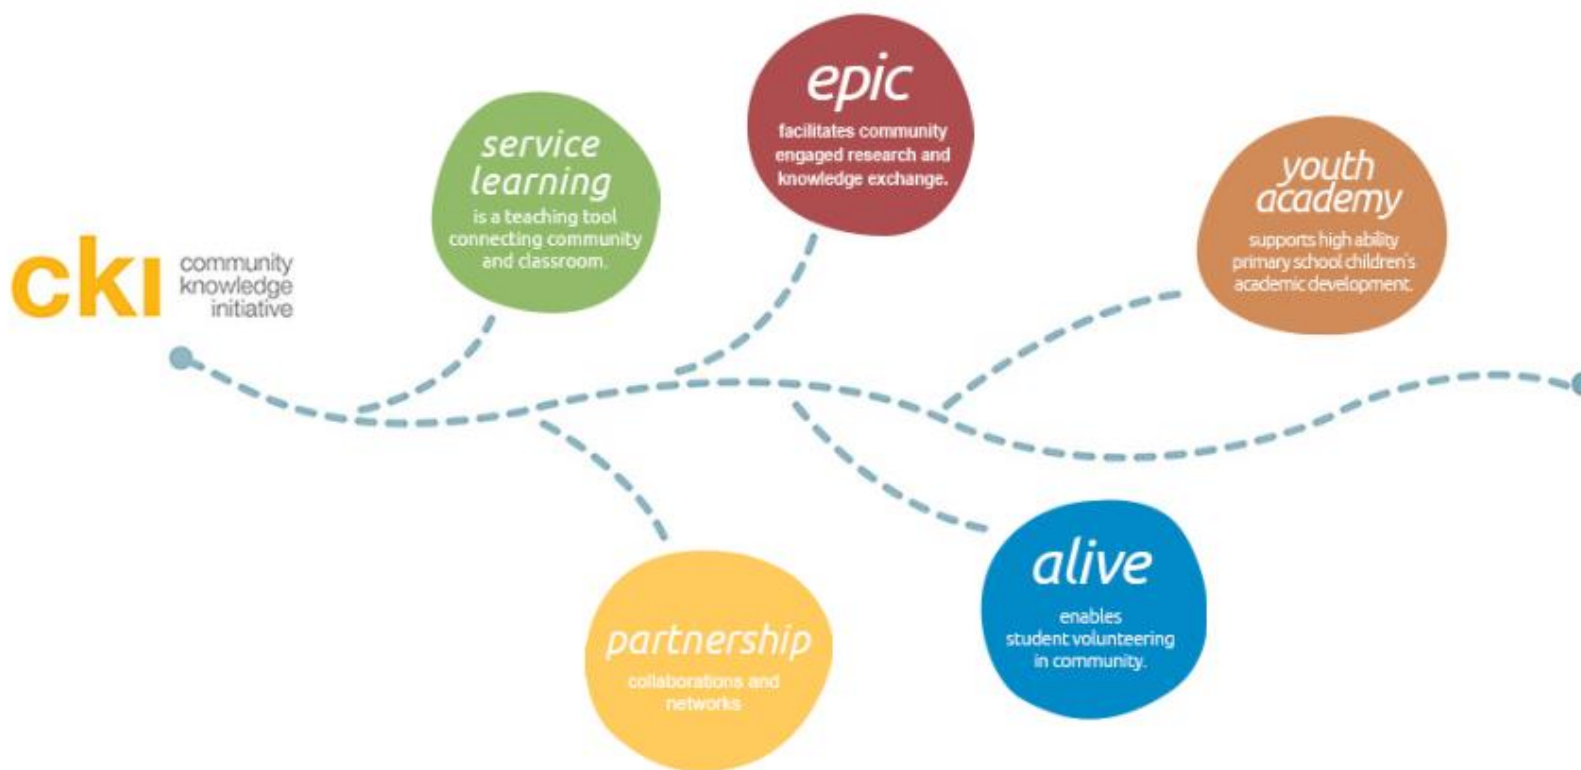 cki
community
knowledge
initiative
service
learning
is a teaching tool
connecting community
and classroom.
partnership
collaborations and
networks
epic
facilitates community
engaged research and
knowledge exchange.
alive
enables
student volunteering
in community.
youth
academy
supports high ability
primary school children's
academic development.